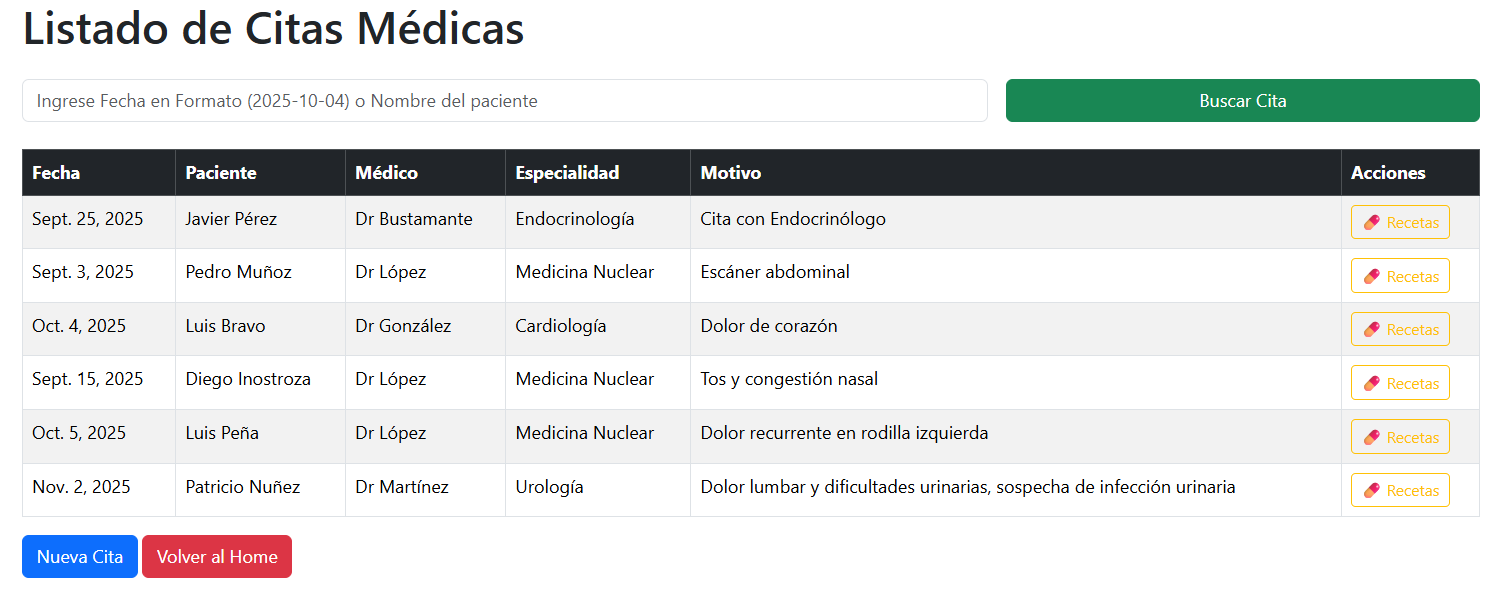 Listado de Citas Médicas
Ingrese Fecha en Formato (2025-10-04) o Nombre del paciente Buscar Cita
Fecha Paciente Médico Especialidad Motivo Acciones
Sept. 25, 2025 Javier Pérez Dr Bustamante Endocrinología Cita con Endocrinólogo Recetas
Sept. 3, 2025 Pedro Muñoz Dr López Medicina Nuclear Escáner abdominal Recetas
Oct. 4, 2025 Luis Bravo Dr González Cardiología Dolor de corazón Recetas
Sept. 15, 2025 Diego Inostroza Dr López Medicina Nuclear Tos y congestión nasal Recetas
Oct. 5, 2025 Luis Peña Dr López Medicina Nuclear Dolor recurrente en rodilla izquierda Recetas
Nov. 2, 2025 Patricio Nuñez Dr Martínez Urología Dolor lumbar y dificultades urinarias, sospecha de infección urinaria Recetas
Nueva Cita Volver al Home